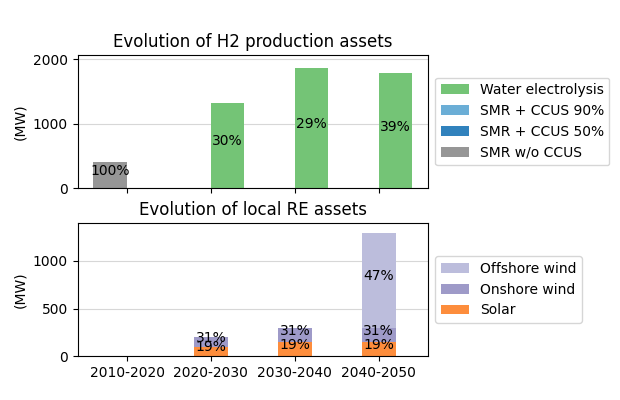 Evolution of H2 production assets
2000
1000
0
(MW)
100%
30%
29%
39%
Water electrolysis
SMR + CCUS 90%
SMR + CCUS 50%
SMR w/o CCUS
Evolution of local RE assets
1000
500
0
(MW)
31%
19%
31%
19%
47%
31%
19%
Offshore wind
Onshore wind
Solar
2010-2020
2020-2030
2030-2040
2040-2050